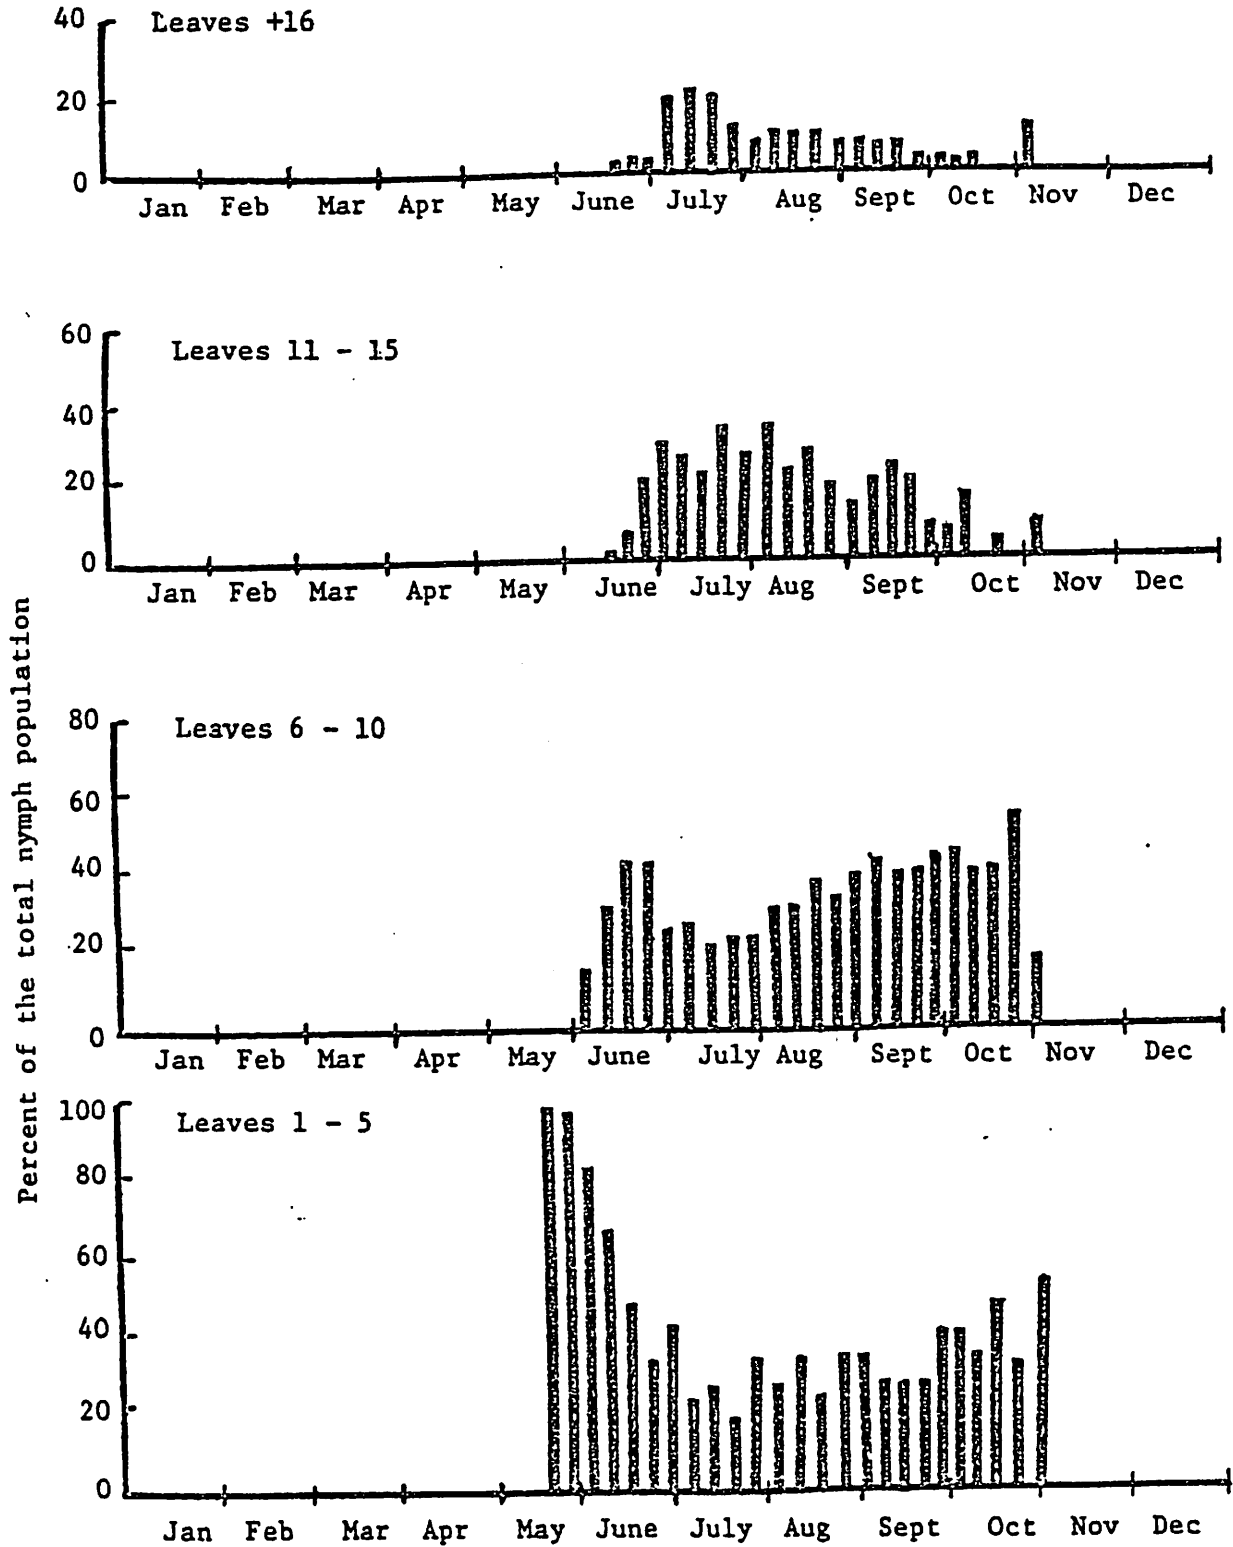 Percent of the total nymph population
Leaves +16
40
20
0
Jan Feb Mar Apr May June July Aug Sept Oct Nov Dec
Leaves 11 - 15
60
40
20
0
Jan Feb Mar Apr May June July Aug Sept Oct Nov Dec
Leaves 6 - 10
80
60
40
20
0
Jan Feb Mar Apr May June July Aug Sept Oct Nov Dec
Leaves 1 - 5
100
80
60
40
20
0
Jan Feb Mar Apr May June July Aug Sept Oct Nov Dec